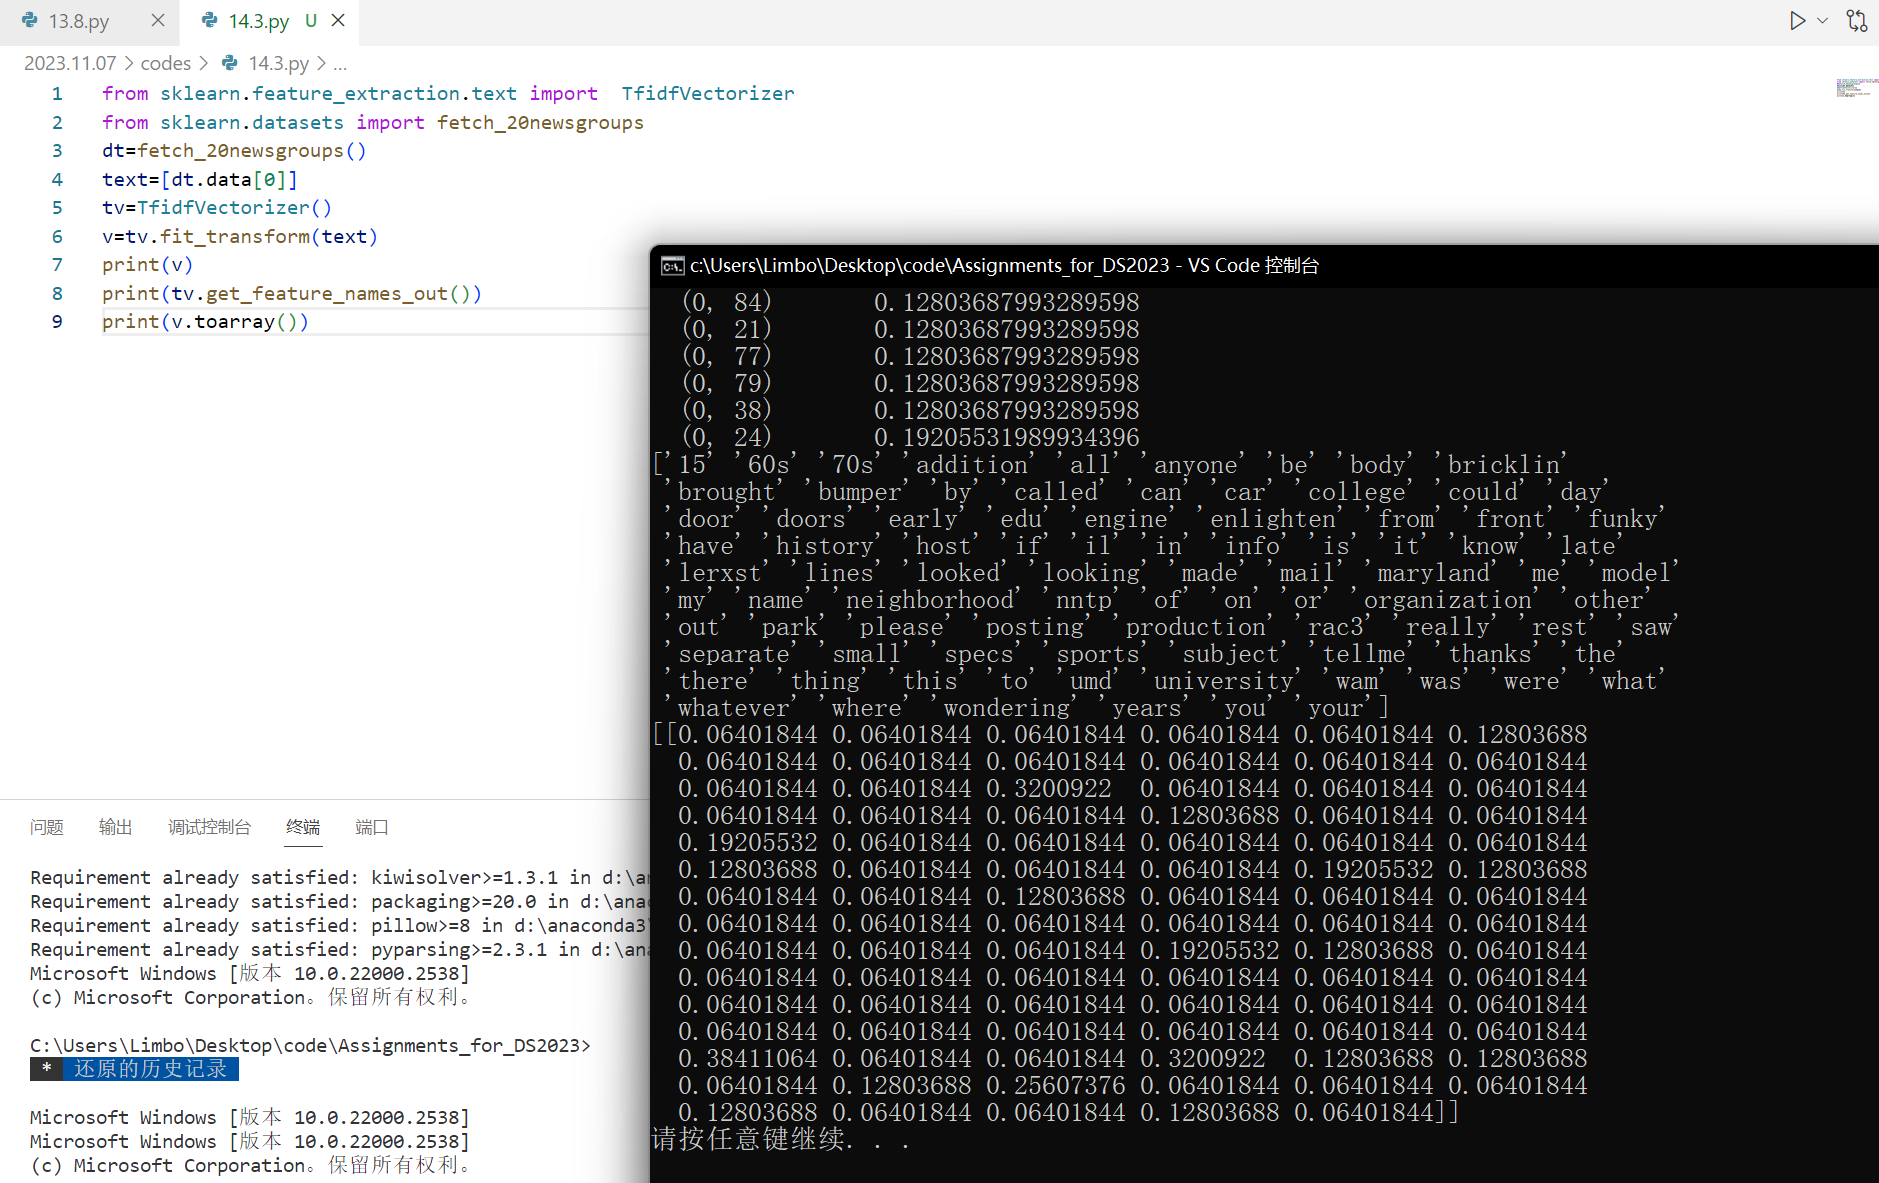 13.8.py
14.3.py U
2023.11.07 > codes > 14.3.py > ...
1 from sklearn.feature_extraction.text import  TfidfVectorizer
2 from sklearn.datasets import fetch_20newsgroups
3 dt=fetch_20newsgroups()
4 text=[dt.data[0]]
5 tv=TfidfVectorizer()
6 v=tv.fit_transform(text)
7 print(v)
8 print(tv.get_feature_names_out())
9 print(v.toarray())
c:\Users\Limbo\Desktop\code\Assignments_for_DS2023 - VS Code 控制台
(0, 84) 0.12803687993289598
(0, 21) 0.12803687993289598
(0, 77) 0.12803687993289598
(0, 79) 0.12803687993289598
(0, 38) 0.12803687993289598
(0, 24) 0.19205531989934396
['15' '60s' '70s' 'addition' 'all' 'anyone' 'be' 'body' 'bricklin'
'brought' 'bumper' 'by' 'called' 'can' 'car' 'college' 'could' 'day'
'door' 'doors' 'early' 'edu' 'engine' 'enlighten' 'from' 'front' 'funky'
'have' 'history' 'host' 'if' 'il' 'in' 'info' 'is' 'it' 'know' 'late'
'lerxst' 'lines' 'looked' 'looking' 'made' 'mail' 'maryland' 'me' 'model'
'my' 'name' 'neighborhood' 'nntp' 'of' 'on' 'or' 'organization' 'other'
'out' 'park' 'please' 'posting' 'production' 'rac3' 'really' 'rest' 'saw'
'separate' 'small' 'specs' 'sports' 'subject' 'tellme' 'thanks' 'the'
'there' 'thing' 'this' 'to' 'umd' 'university' 'wam' 'was' 'were' 'what'
'whatever' 'where' 'wondering' 'years' 'you' 'your']
[[0.06401844 0.06401844 0.06401844 0.06401844 0.06401844 0.12803688
0.06401844 0.06401844 0.06401844 0.06401844 0.06401844 0.06401844
0.06401844 0.06401844 0.3200922  0.06401844 0.06401844 0.06401844
0.06401844 0.06401844 0.06401844 0.12803688 0.06401844 0.06401844
0.19205532 0.06401844 0.06401844 0.06401844 0.06401844 0.06401844
0.12803688 0.06401844 0.06401844 0.06401844 0.19205532 0.12803688
0.06401844 0.06401844 0.12803688 0.06401844 0.06401844 0.06401844
0.06401844 0.06401844 0.06401844 0.06401844 0.06401844 0.06401844
0.06401844 0.06401844 0.06401844 0.19205532 0.12803688 0.06401844
0.06401844 0.06401844 0.06401844 0.06401844 0.06401844 0.06401844
0.06401844 0.06401844 0.06401844 0.06401844 0.06401844 0.06401844
0.06401844 0.06401844 0.06401844 0.06401844 0.06401844 0.06401844
0.38411064 0.06401844 0.06401844 0.3200922  0.12803688 0.12803688
0.06401844 0.12803688 0.25607376 0.06401844 0.06401844 0.06401844
0.12803688 0.06401844 0.06401844 0.12803688 0.06401844]]
请按任意键继续. . .
问题 输出 调试控制台 终端 端口
Requirement already satisfied: kiwisolver>=1.3.1 in d:\an
Requirement already satisfied: packaging>=20.0 in d:\anac
Requirement already satisfied: pillow>=8 in d:\anaconda3
Requirement already satisfied: pyparsing>=2.3.1 in d:\ana
Microsoft Windows [版本 10.0.22000.2538]
(c) Microsoft Corporation。保留所有权利。
C:\Users\Limbo\Desktop\code\Assignments_for_DS2023>
* 还原的历史记录
Microsoft Windows [版本 10.0.22000.2538]
Microsoft Windows [版本 10.0.22000.2538]
(c) Microsoft Corporation。保留所有权利。